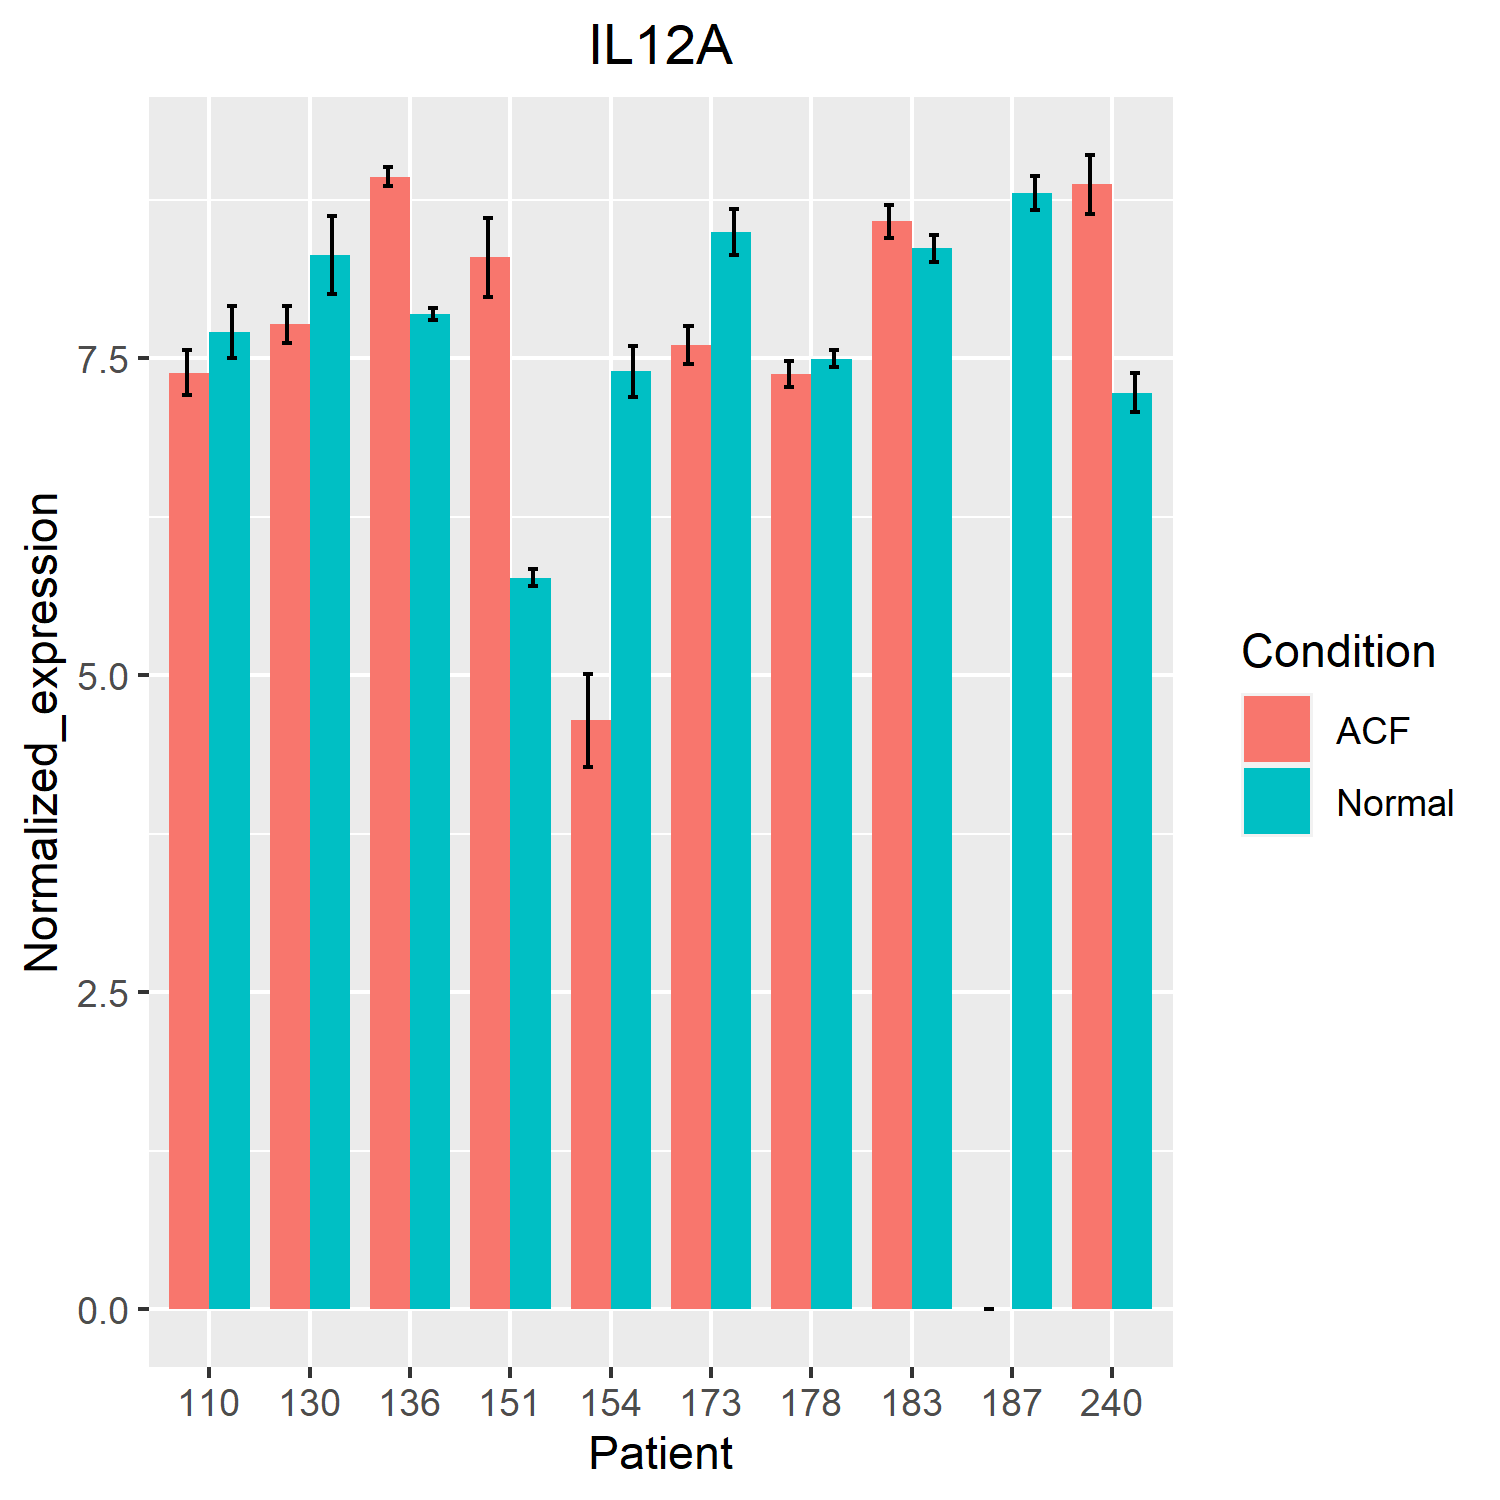 IL12A
Normalized_expression
7.5
5.0
2.5
0.0
110 130 136 151 154 173 178 183 187 240
Patient
Condition
ACF
Normal